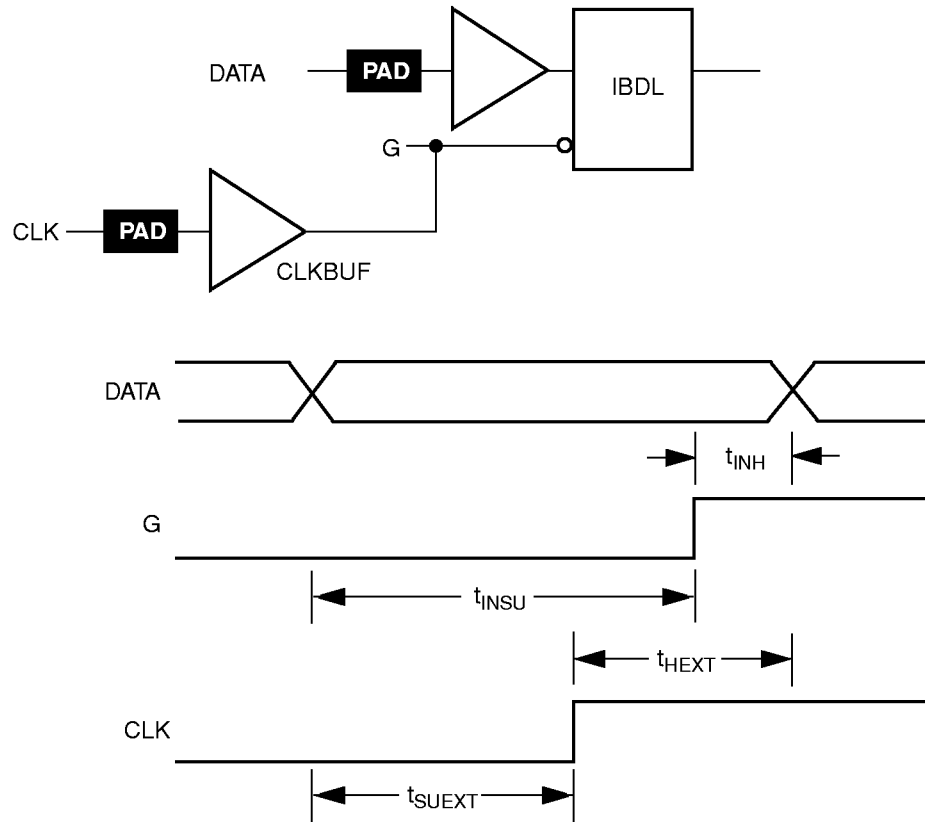 DATA
PAD
IBDL
G
CLK
PAD
CLKBUF
DATA
tINH
G
tINSU
tHEXT
CLK
tSUEXT